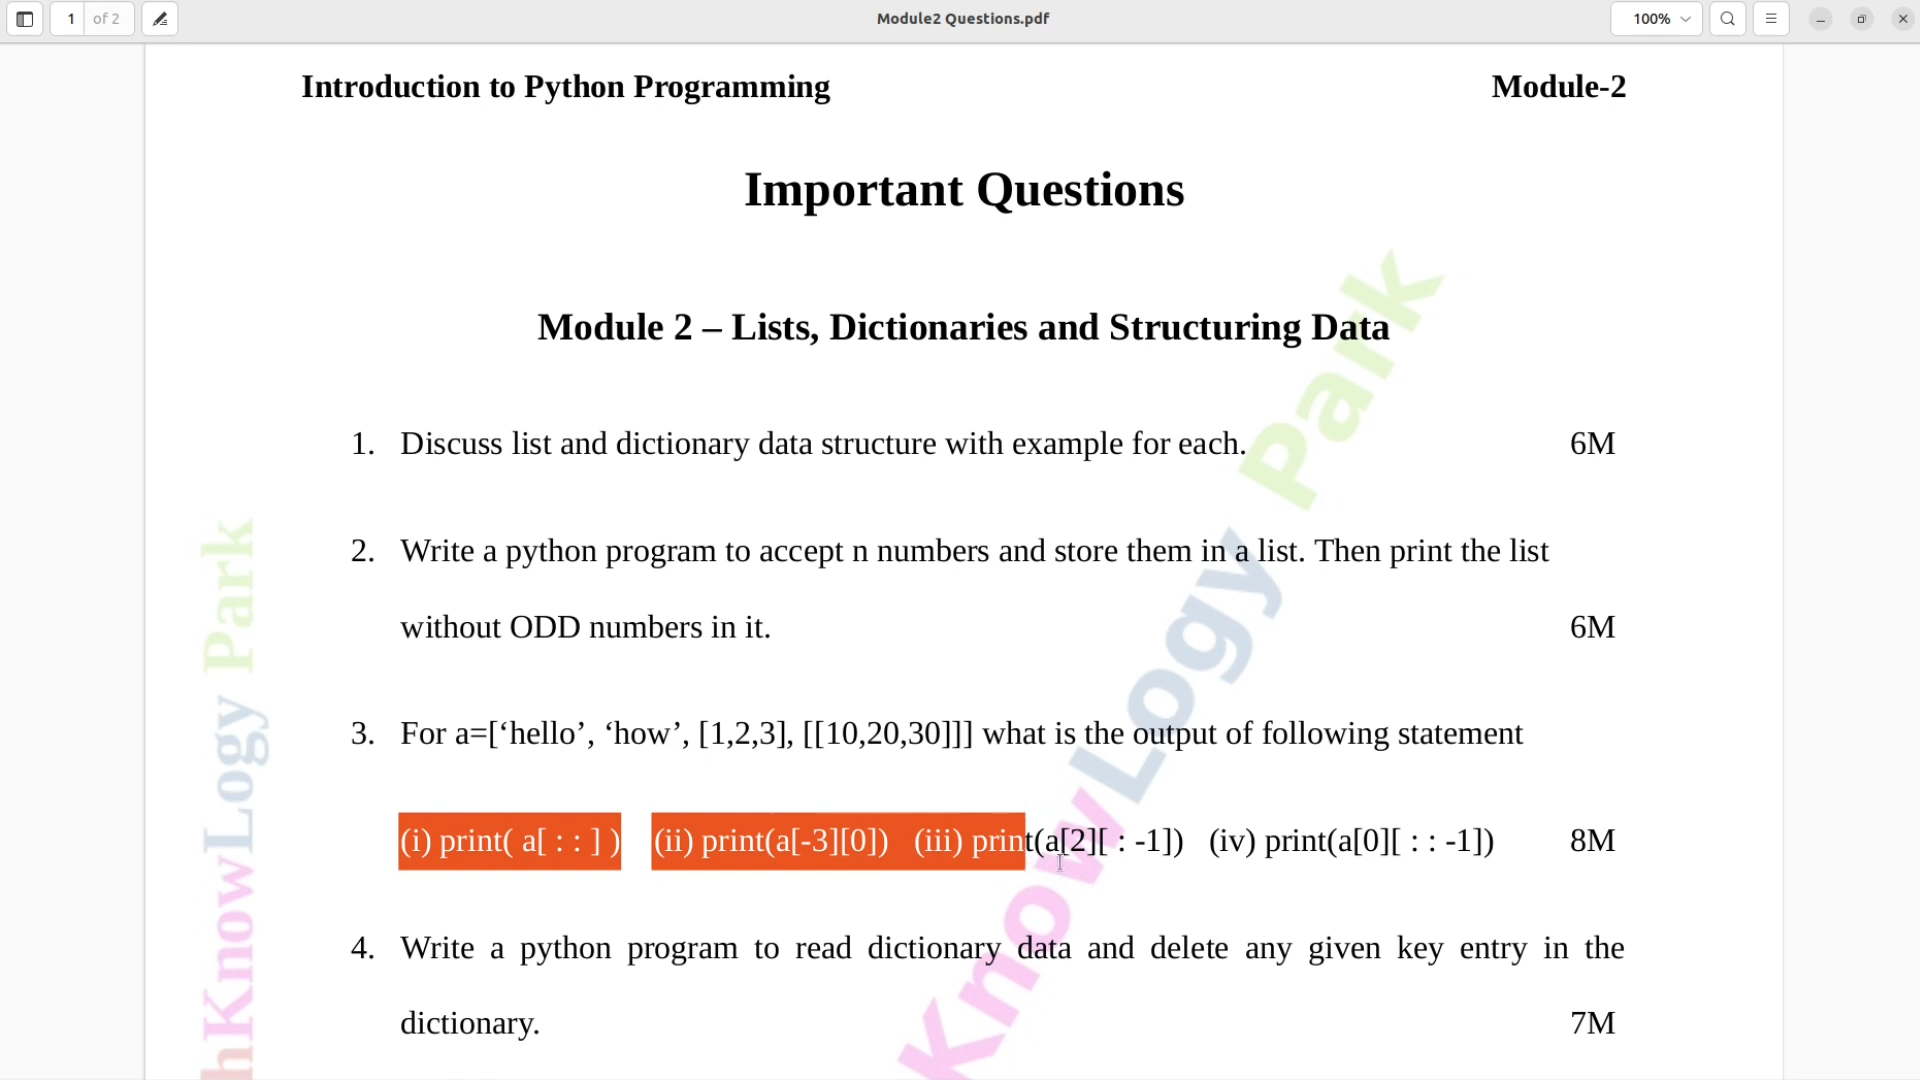 1 of 2 Module2 Questions.pdf 100%
Introduction to Python Programming Module-2
Important Questions
Module 2 – Lists, Dictionaries and Structuring Data
1. Discuss list and dictionary data structure with example for each. 6M
2. Write a python program to accept n numbers and store them in a list. Then print the list
without ODD numbers in it. 6M
3. For a=[‘hello’, ‘how’, [1,2,3], [[10,20,30]]] what is the output of following statement
(i) print( a[ : : ] ) (ii) print(a[-3][0]) (iii) print(a[2][ : -1]) (iv) print(a[0][ : : -1]) 8M
4. Write a python program to read dictionary data and delete any given key entry in the
dictionary. 7M
hKnowLogy Park
KnowLogy Park